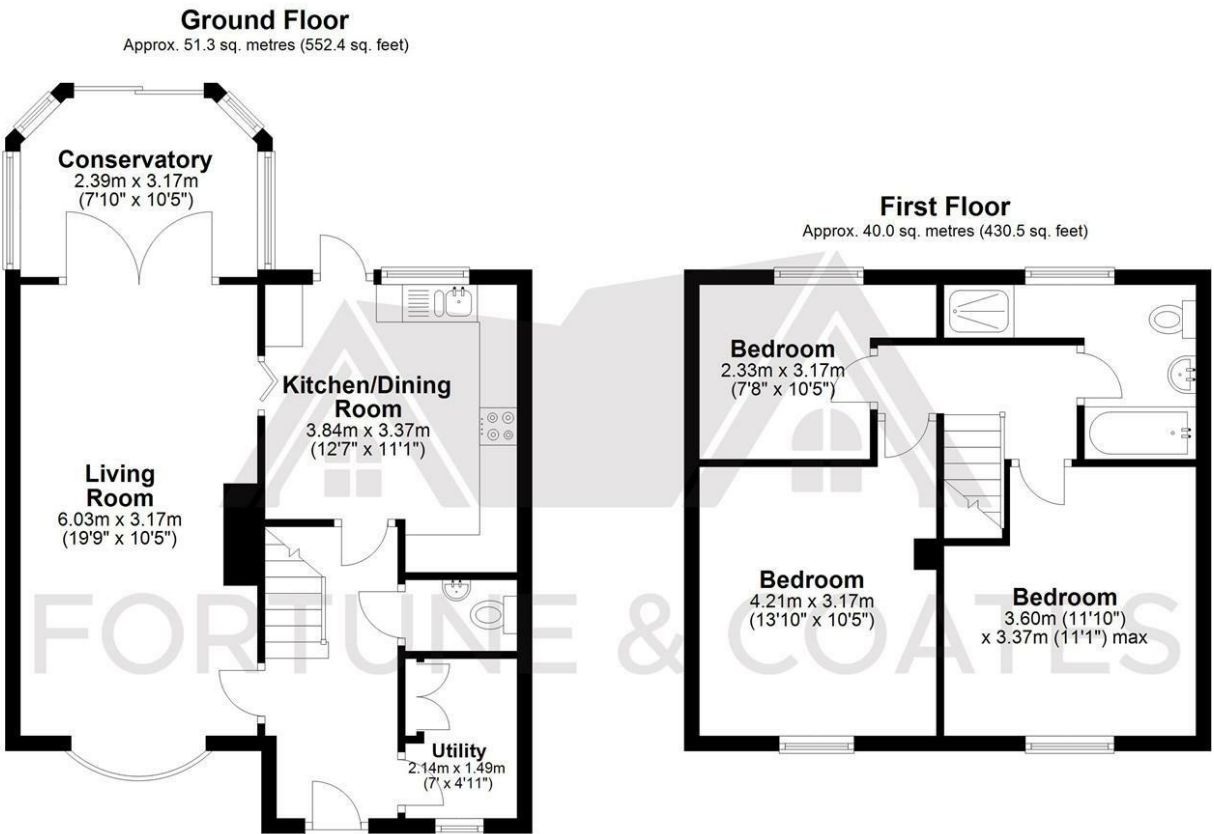 Ground Floor
Approx. 51.3 sq. metres (552.4 sq. feet)
Conservatory
2.39m x 3.17m
(7'10" x 10'5")
Kitchen/Dining
Room
3.84m x 3.37m
(12'7" x 11'1")
Living
Room
6.03m x 3.17m
(19'9" x 10'5")
Utility
2.14m x 1.49m
(7' x 4'11")
First Floor
Approx. 40.0 sq. metres (430.5 sq. feet)
Bedroom
2.33m x 3.17m
(7'8" x 10'5")
Bedroom
4.21m x 3.17m
(13'10" x 10'5")
Bedroom
3.60m (11'10")
x 3.37m (11'1") max
FORTUNE & COATES